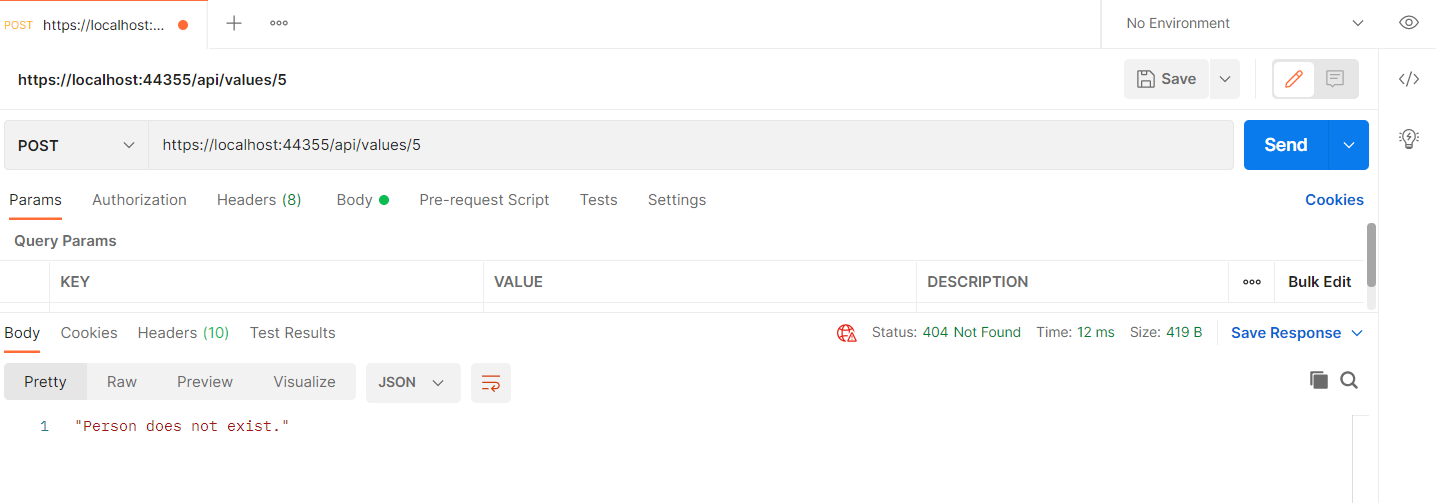 POST https://localhost:... No Environment
https://localhost:44355/api/values/5 Save
POST https://localhost:44355/api/values/5 Send
Params Authorization Headers (8) Body Pre-request Script Tests Settings Cookies
Query Params
KEY VALUE DESCRIPTION Bulk Edit
Body Cookies Headers (10) Test Results Status: 404 Not Found Time: 12 ms Size: 419 B Save Response
Pretty Raw Preview Visualize JSON
1 "Person does not exist."